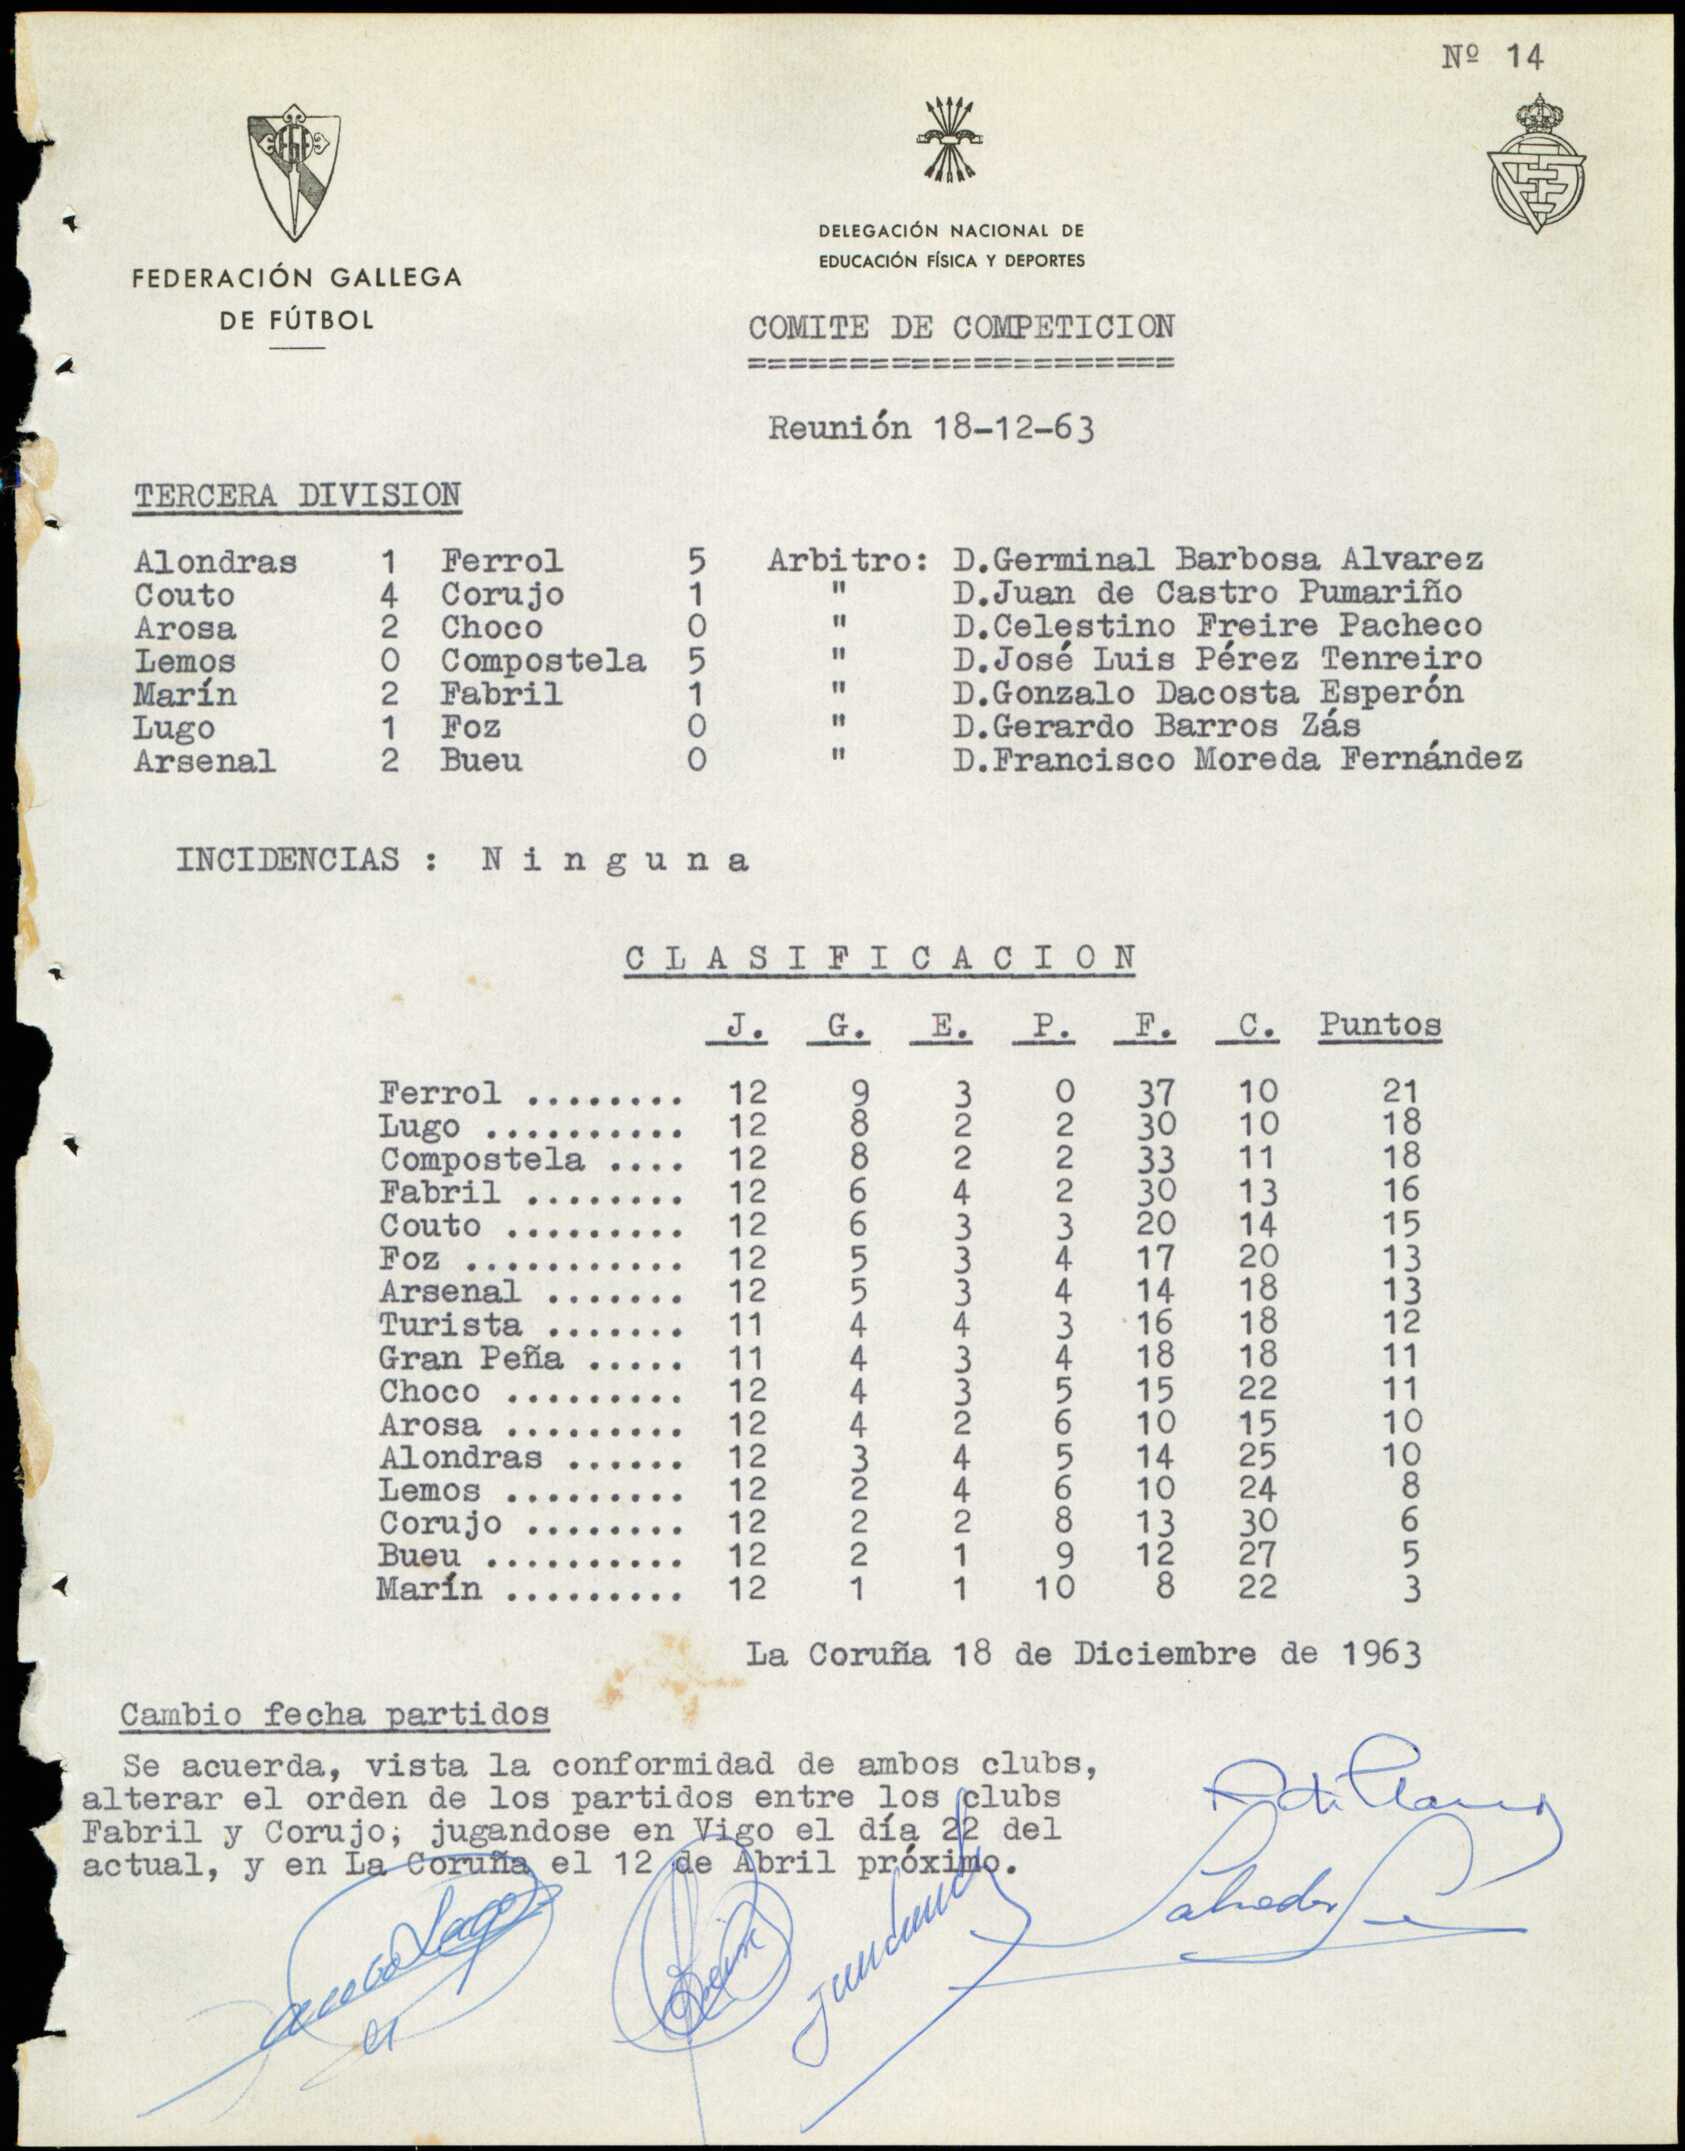 Nº 14
FEDERACIÓN GALLEGA
DE FÚTBOL
DELEGACIÓN NACIONAL DE
EDUCACIÓN FÍSICA Y DEPORTES
COMITE DE COMPETICION
=====================
Reunión 18-12-63
TERCERA DIVISION
Alondras 1 Ferrol 5 Arbitro: D.Germinal Barbosa Alvarez
Couto 4 Corujo 1 " D.Juan de Castro Pumariño
Arosa 2 Choco 0 " D.Celestino Freire Pacheco
Lemos 0 Compostela 5 " D.José Luis Pérez Tenreiro
Marín 2 Fabril 1 " D.Gonzalo Dacosta Esperón
Lugo 1 Foz 0 " D.Gerardo Barros Zás
Arsenal 2 Bueu 0 " D.Francisco Moreda Fernández
INCIDENCIAS : N i n g u n a
C L A S I F I C A C I O N
J. G. E. P. F. C. Puntos
Ferrol ........ 12 9 3 0 37 10 21
Lugo .......... 12 8 2 2 30 10 18
Compostela .... 12 8 2 2 33 11 18
Fabril ........ 12 6 4 2 30 13 16
Couto ......... 12 6 3 3 20 14 15
Foz ........... 12 5 3 4 17 20 13
Arsenal ....... 12 5 3 4 14 18 13
Turista ....... 11 4 4 3 16 18 12
Gran Peña ..... 11 4 3 4 18 18 11
Choco ......... 12 4 3 5 15 22 11
Arosa ......... 12 4 2 6 10 15 10
Alondras ...... 12 3 4 5 14 25 10
Lemos ......... 12 2 4 6 10 24 8
Corujo ........ 12 2 2 8 13 30 6
Bueu .......... 12 2 1 9 12 27 5
Marín ......... 12 1 1 10 8 22 3
La Coruña 18 de Diciembre de 1963
Cambio fecha partidos
Se acuerda, vista la conformidad de ambos clubs,
alterar el orden de los partidos entre los clubs
Fabril y Corujo, jugandose en Vigo el día 22 del
actual, y en La Coruña el 12 de Abril próximo.